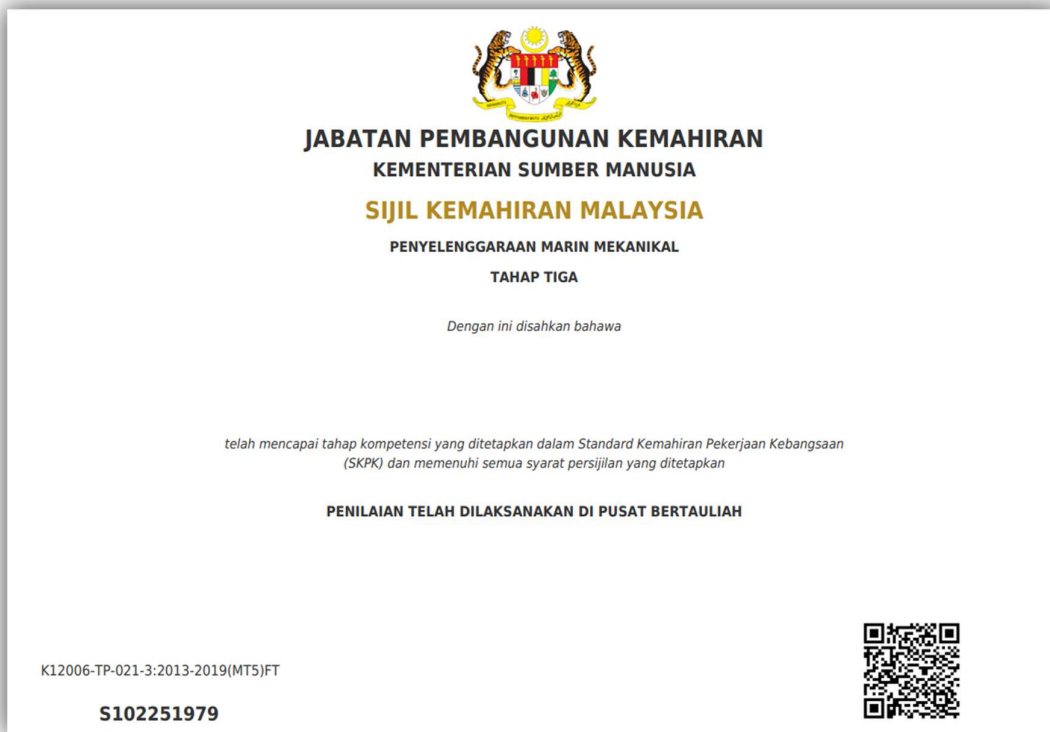 JABATAN PEMBANGUNAN KEMAHIRAN
KEMENTERIAN SUMBER MANUSIA
SIJIL KEMAHIRAN MALAYSIA
PENYELENGGARAAN MARIN MEKANIKAL
TAHAP TIGA
Dengan ini disahkan bahawa
telah mencapai tahap kompetensi yang ditetapkan dalam Standard Kemahiran Pekerjaan Kebangsaan
(SKPK) dan memenuhi semua syarat persijilan yang ditetapkan
PENILAIAN TELAH DILAKSANAKAN DI PUSAT BERTAULIAH
K12006-TP-021-3:2013-2019(MT5)FT
S102251979